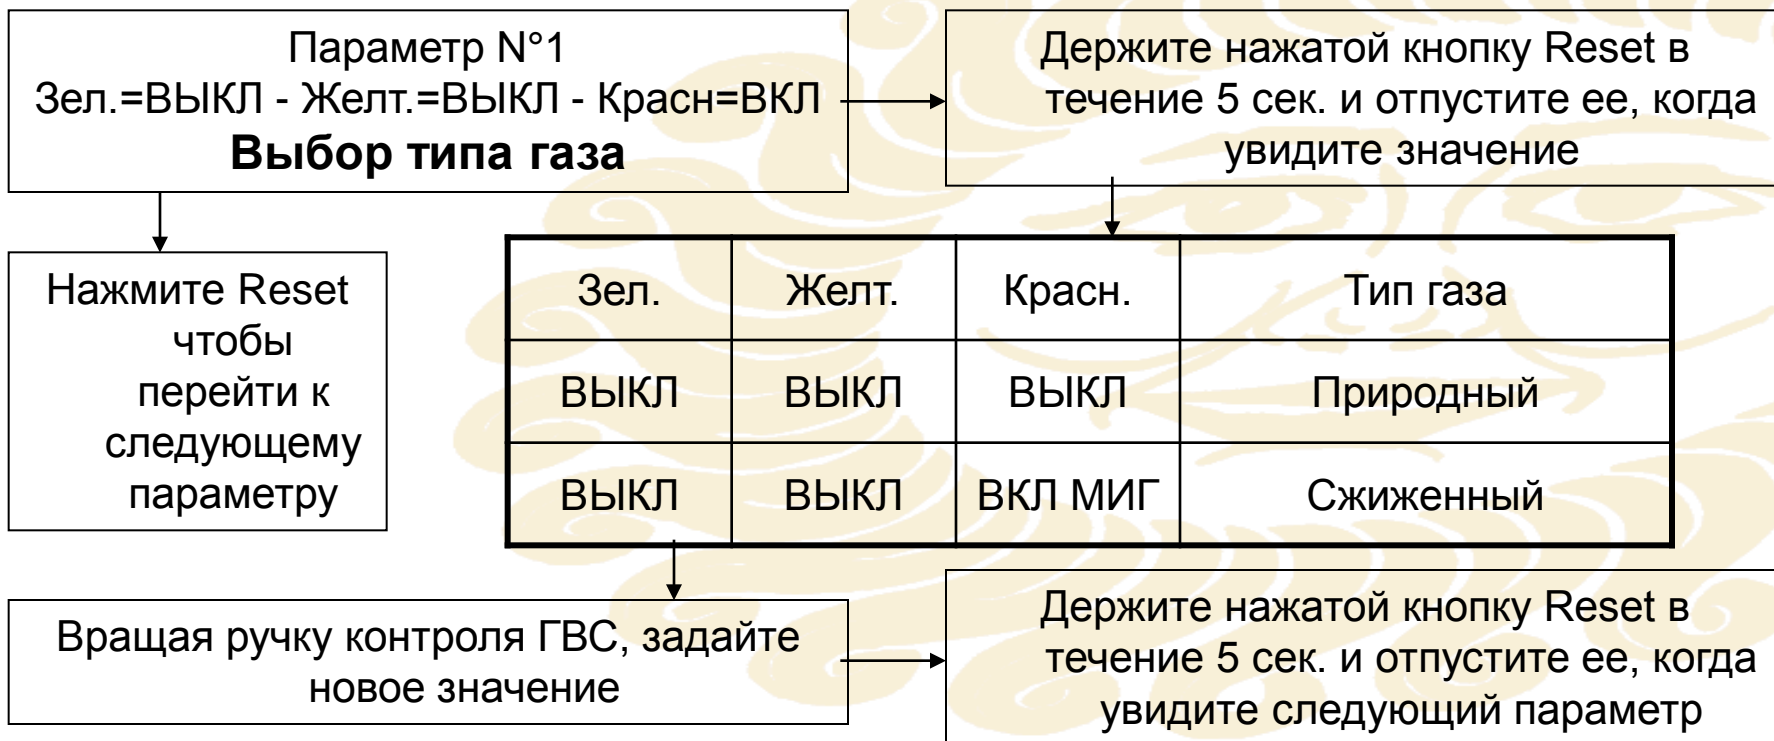 Параметр N°1
Зел.=ВЫКЛ - Желт.=ВЫКЛ - Красн=ВКЛ
Выбор типа газа
Держите нажатой кнопку Reset в
течение 5 сек. и отпустите ее, когда
увидите значение
Нажмите Reset
чтобы
перейти к
следующему
параметру
Зел. Желт. Красн. Тип газа
ВЫКЛ ВЫКЛ ВЫКЛ Природный
ВЫКЛ ВЫКЛ ВКЛ МИГ Сжиженный
Вращая ручку контроля ГВС, задайте
новое значение
Держите нажатой кнопку Reset в
течение 5 сек. и отпустите ее, когда
увидите следующий параметр